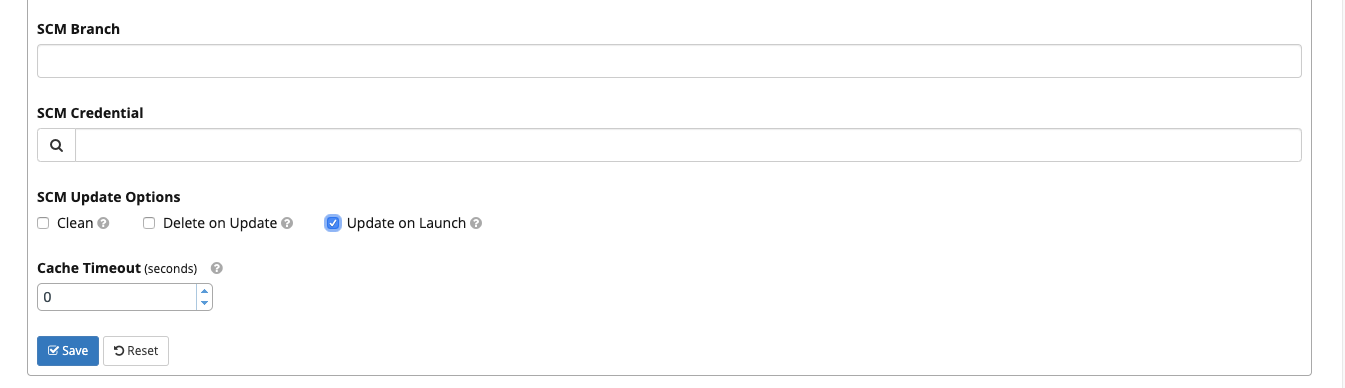 SCM Branch
SCM Credential
SCM Update Options
Clean Delete on Update Update on Launch
Cache Timeout (seconds)
0
Save Reset